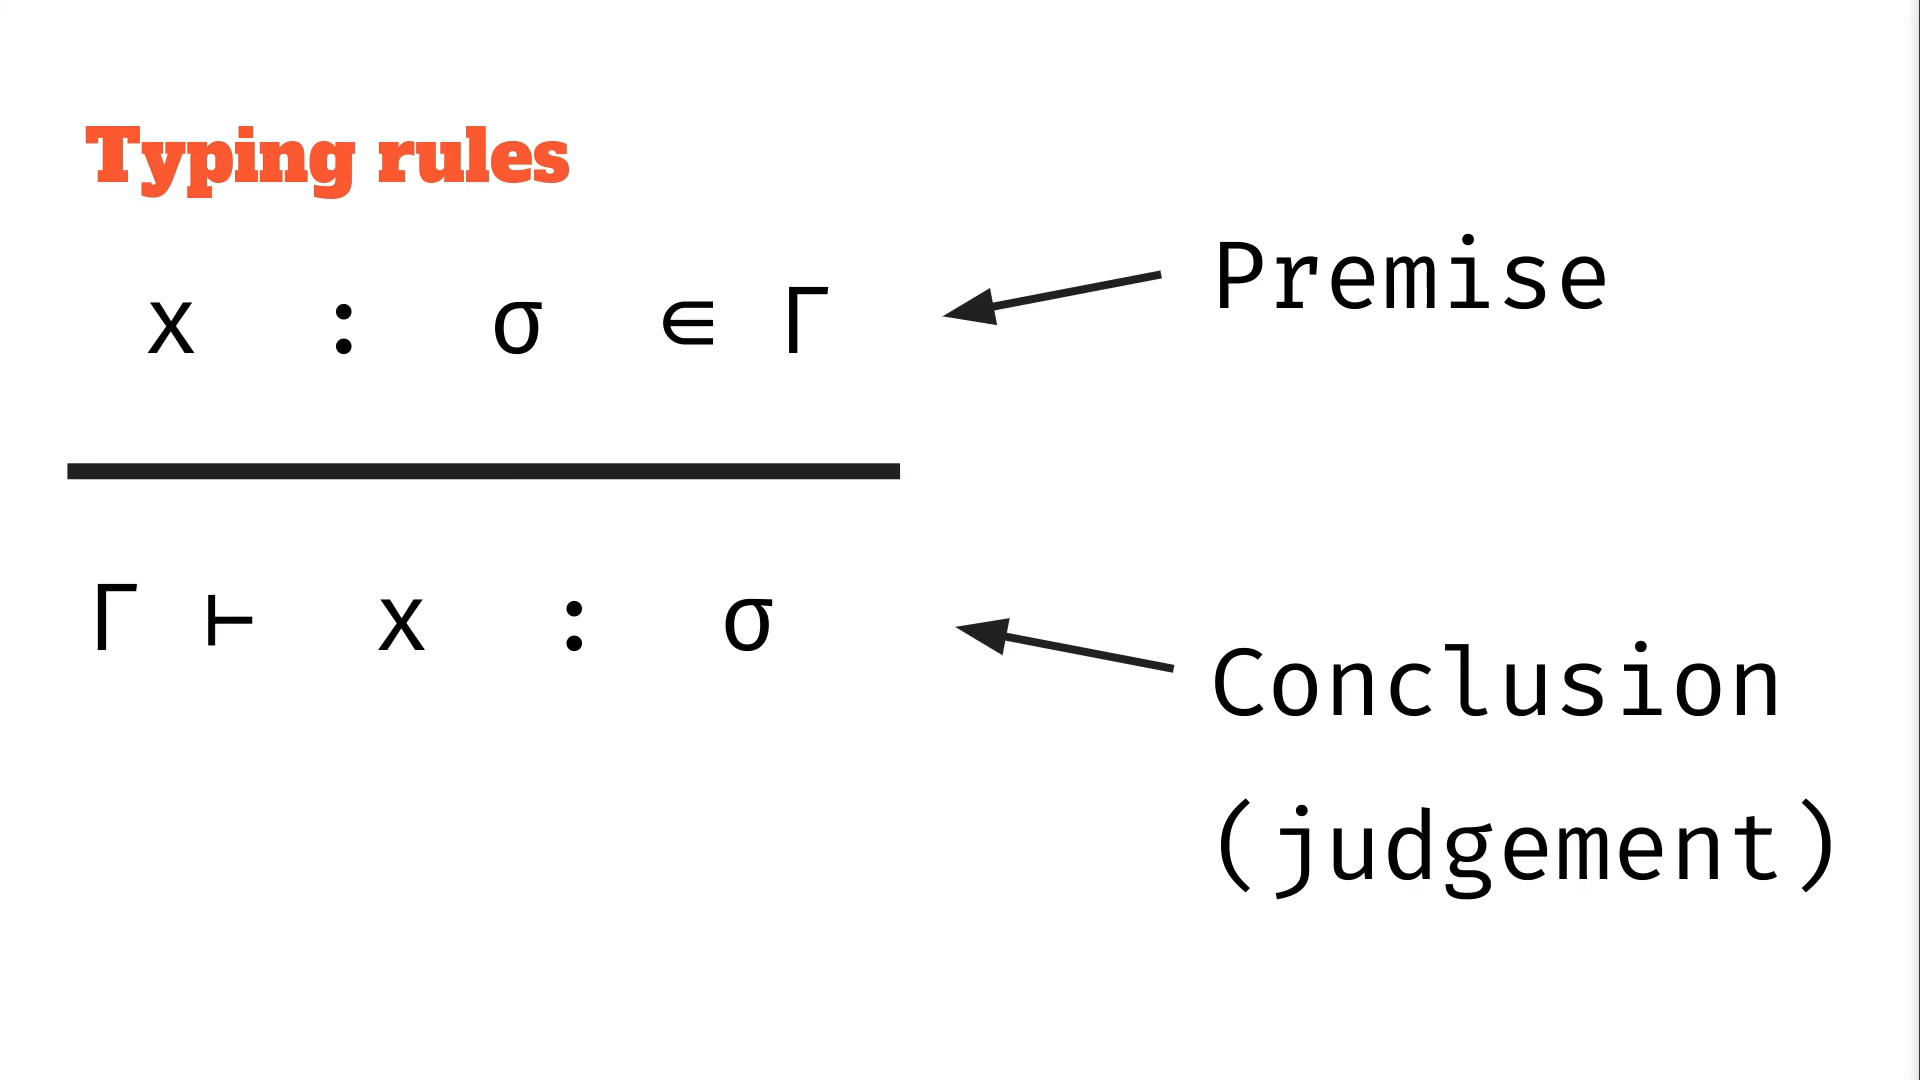 Typing rules
Premise
x : σ ∈ Γ
Γ ⊢ x : σ
Conclusion
(judgement)